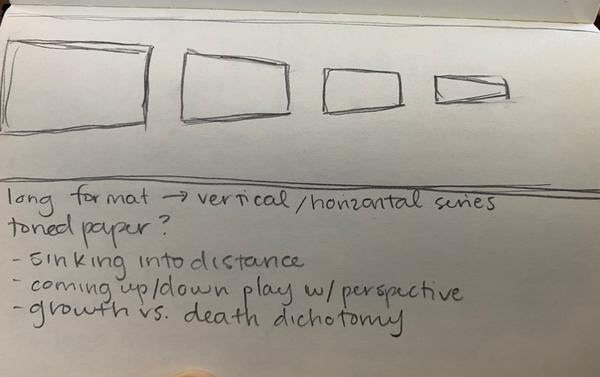 long format → vertical/horizontal series
toned paper?
- sinking into distance
- coming up/down play w/ perspective
- growth vs. death dichotomy